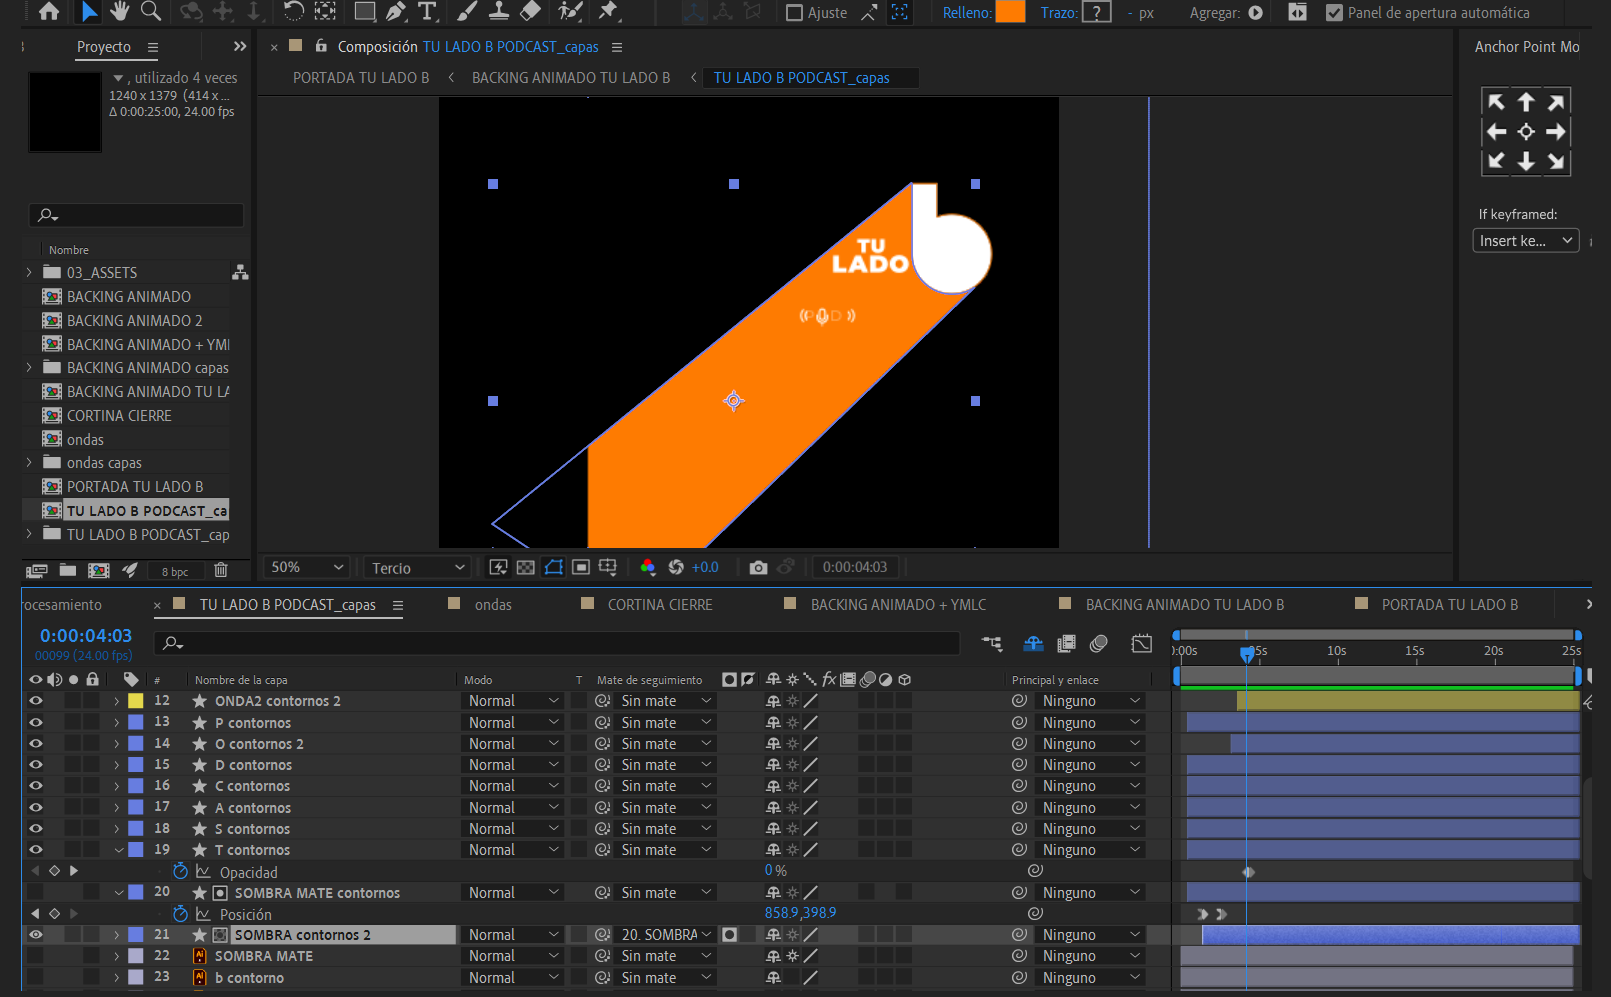 Ajuste
Relleno:
Trazo: ? - px
Agregar:
Panel de apertura automática
Proyecto
Composición TU LADO B PODCAST_capas
Anchor Point Mo
PORTADA TU LADO B < BACKING ANIMADO TU LADO B < TU LADO B PODCAST_capas
, utilizado 4 veces
1240 x 1379 (414 x ...
Δ 0:00:25:00, 24.00 fps
If keyframed:
Insert ke...
Nombre
03_ASSETS
BACKING ANIMADO
BACKING ANIMADO 2
BACKING ANIMADO + YML
BACKING ANIMADO capas
BACKING ANIMADO TU LA
CORTINA CIERRE
ondas
ondas capas
PORTADA TU LADO B
TU LADO B PODCAST_ca
TU LADO B PODCAST_cap
8 bpc
TU
LADO
b
P D
50%
Tercio
+0.0
0:00:04:03
rocesamiento
TU LADO B PODCAST_capas
ondas
CORTINA CIERRE
BACKING ANIMADO + YMLC
BACKING ANIMADO TU LADO B
PORTADA TU LADO B
0:00:04:03
00099 (24.00 fps)
):00s 05s 10s 15s 20s 25s
# Nombre de la capa Modo T Mate de seguimiento fx Principal y enlace
12 ONDA2 contornos 2 Normal Sin mate Ninguno
13 P contornos Normal Sin mate Ninguno
14 O contornos 2 Normal Sin mate Ninguno
15 D contornos Normal Sin mate Ninguno
16 C contornos Normal Sin mate Ninguno
17 A contornos Normal Sin mate Ninguno
18 S contornos Normal Sin mate Ninguno
19 T contornos Normal Sin mate Ninguno
Opacidad 0 %
20 SOMBRA MATE contornos Normal Sin mate Ninguno
Posición 858.9,398.9
21 SOMBRA contornos 2 Normal 20. SOMBRA Ninguno
22 Ai SOMBRA MATE Normal Sin mate Ninguno
23 Ai b contorno Normal Sin mate Ninguno